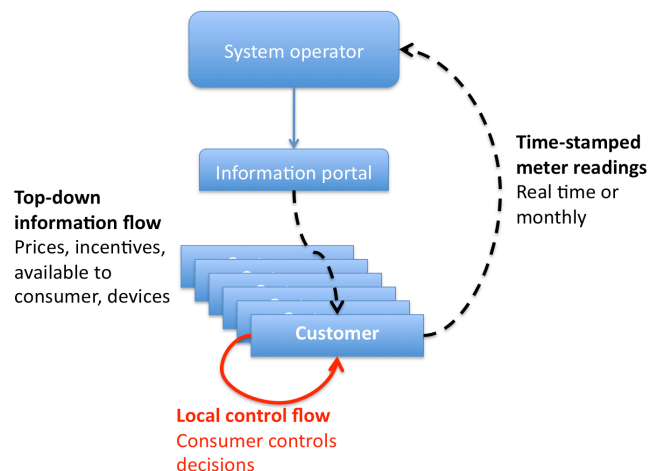 System operator
Information portal
Time-stamped
meter readings
Real time or
monthly
Top-down
information flow
Prices, incentives,
available to
consumer, devices
Customer
Local control flow
Consumer controls
decisions